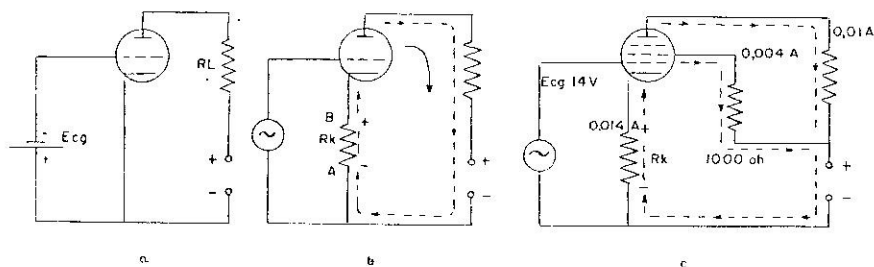 RL
Ecg
+
-
a
B
+
Rk
-
A
+
-
b
0,01A
0,004 A
Ecg 14V
0,014 A
+
Rk
-
1000 oh
+
-
c